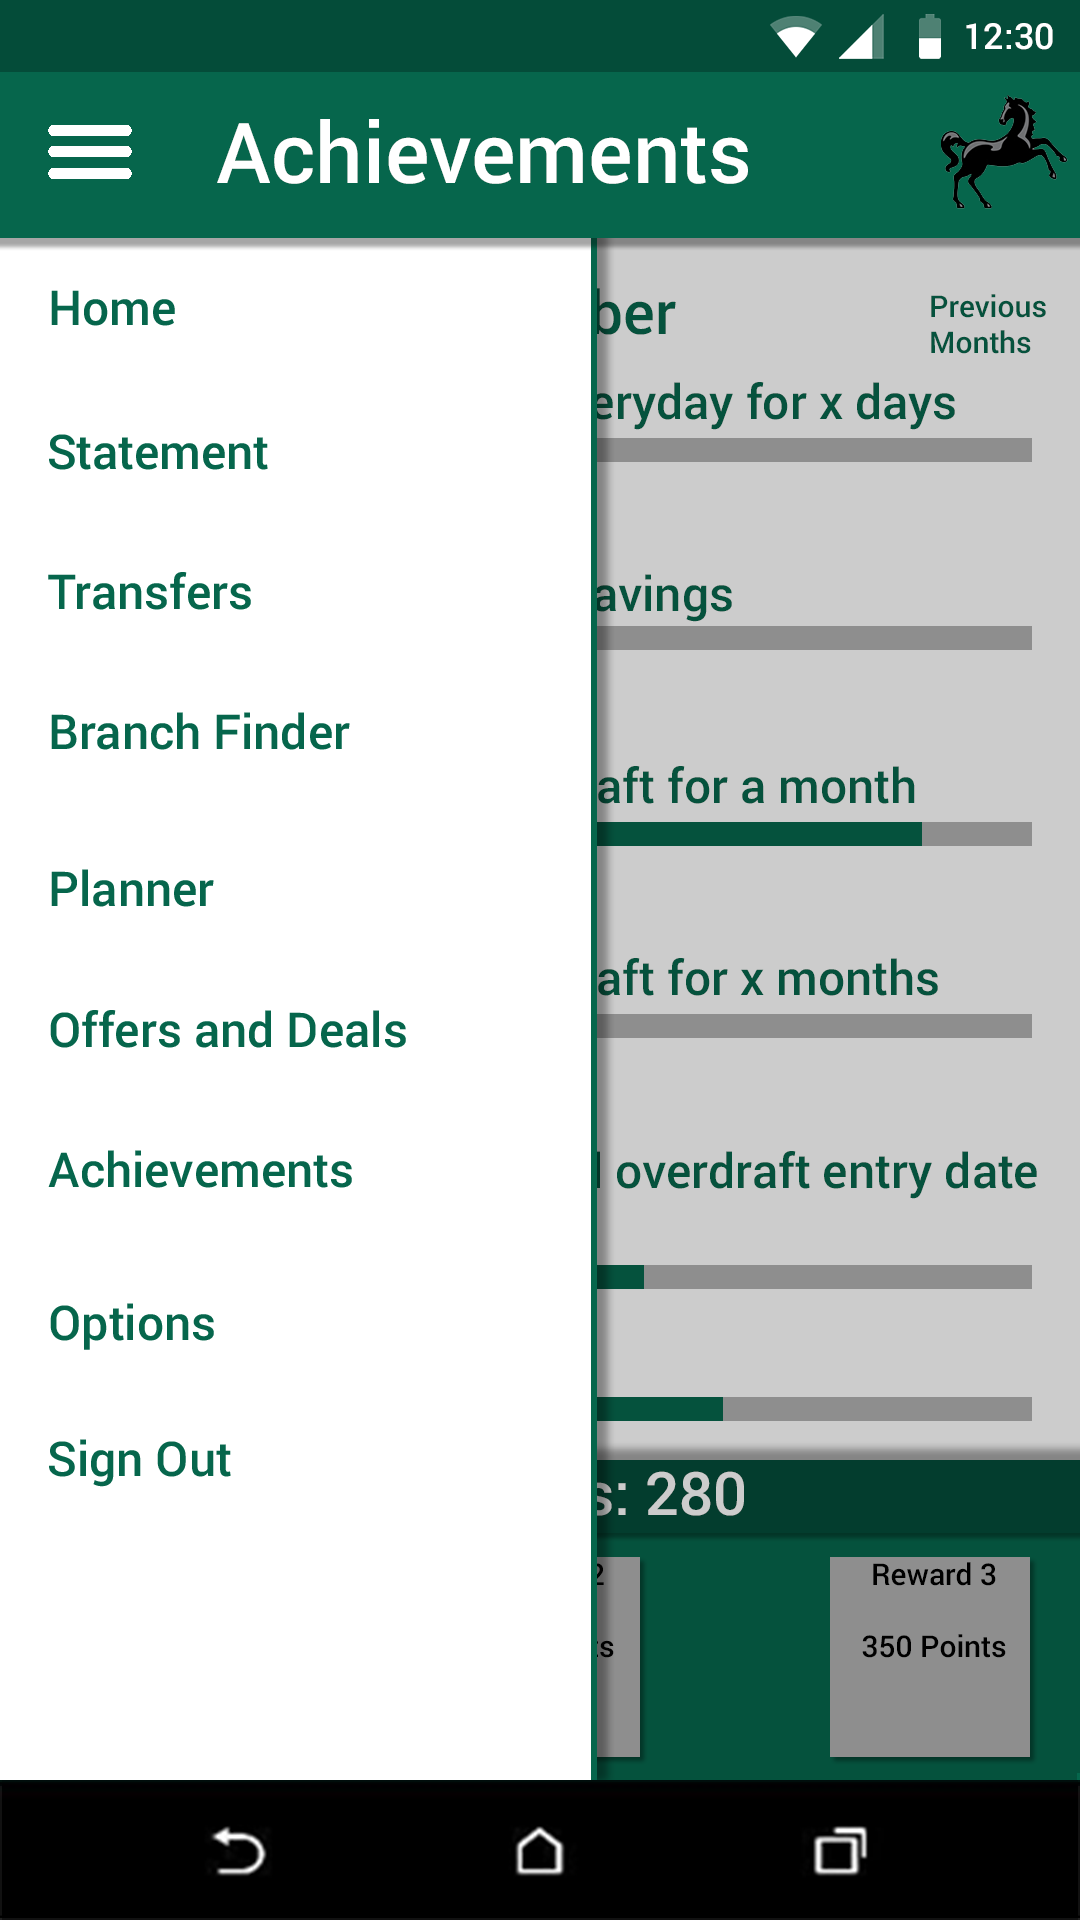 12:30
Achievements
Home
Statement
Transfers
Branch Finder
Planner
Offers and Deals
Achievements
Options
Sign Out
ber
Previous
Months
eryday for x days
avings
aft for a month
aft for x months
overdraft entry date
s: 280
2
ts
Reward 3
350 Points